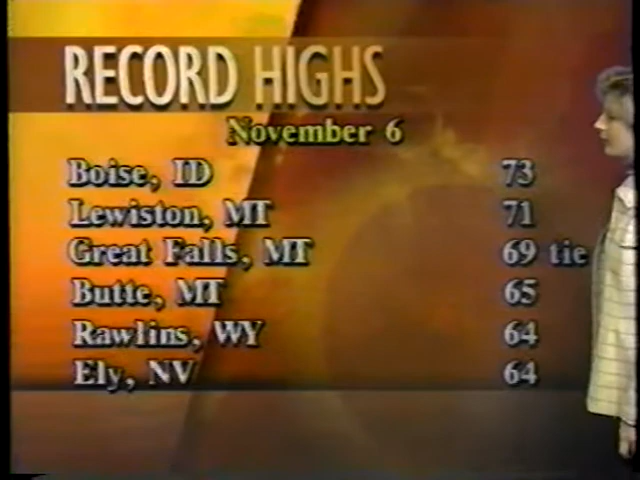 RECORD HIGHS
November 6
Boise, ID 73
Lewiston, MT 71
Great Falls, MT 69 tie
Butte, MT 65
Rawlins, WY 64
Ely, NV 64